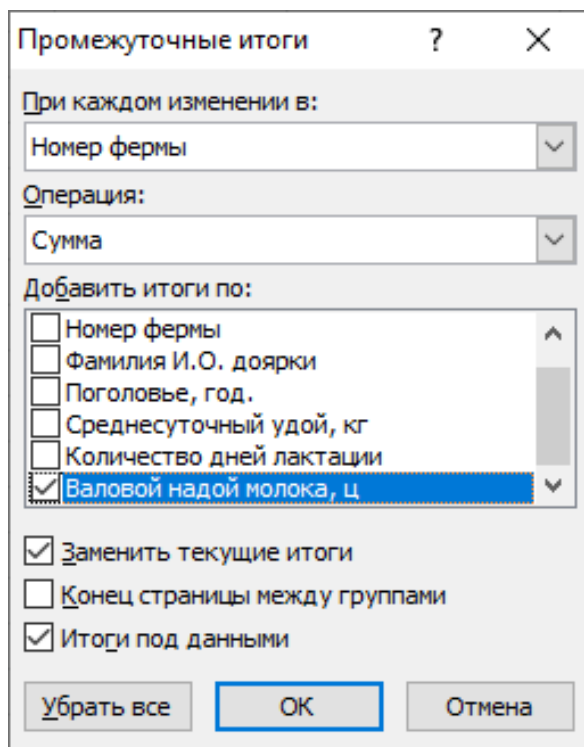 Промежуточные итоги ?
При каждом изменении в:
Номер фермы
Операция:
Сумма
Добавить итоги по:
Номер фермы
Фамилия И.О. доярки
Поголовье, год.
Среднесуточный удой, кг
Количество дней лактации
Валовой надой молока, ц
Заменить текущие итоги
Конец страницы между группами
Итоги под данными
Убрать все ОК Отмена